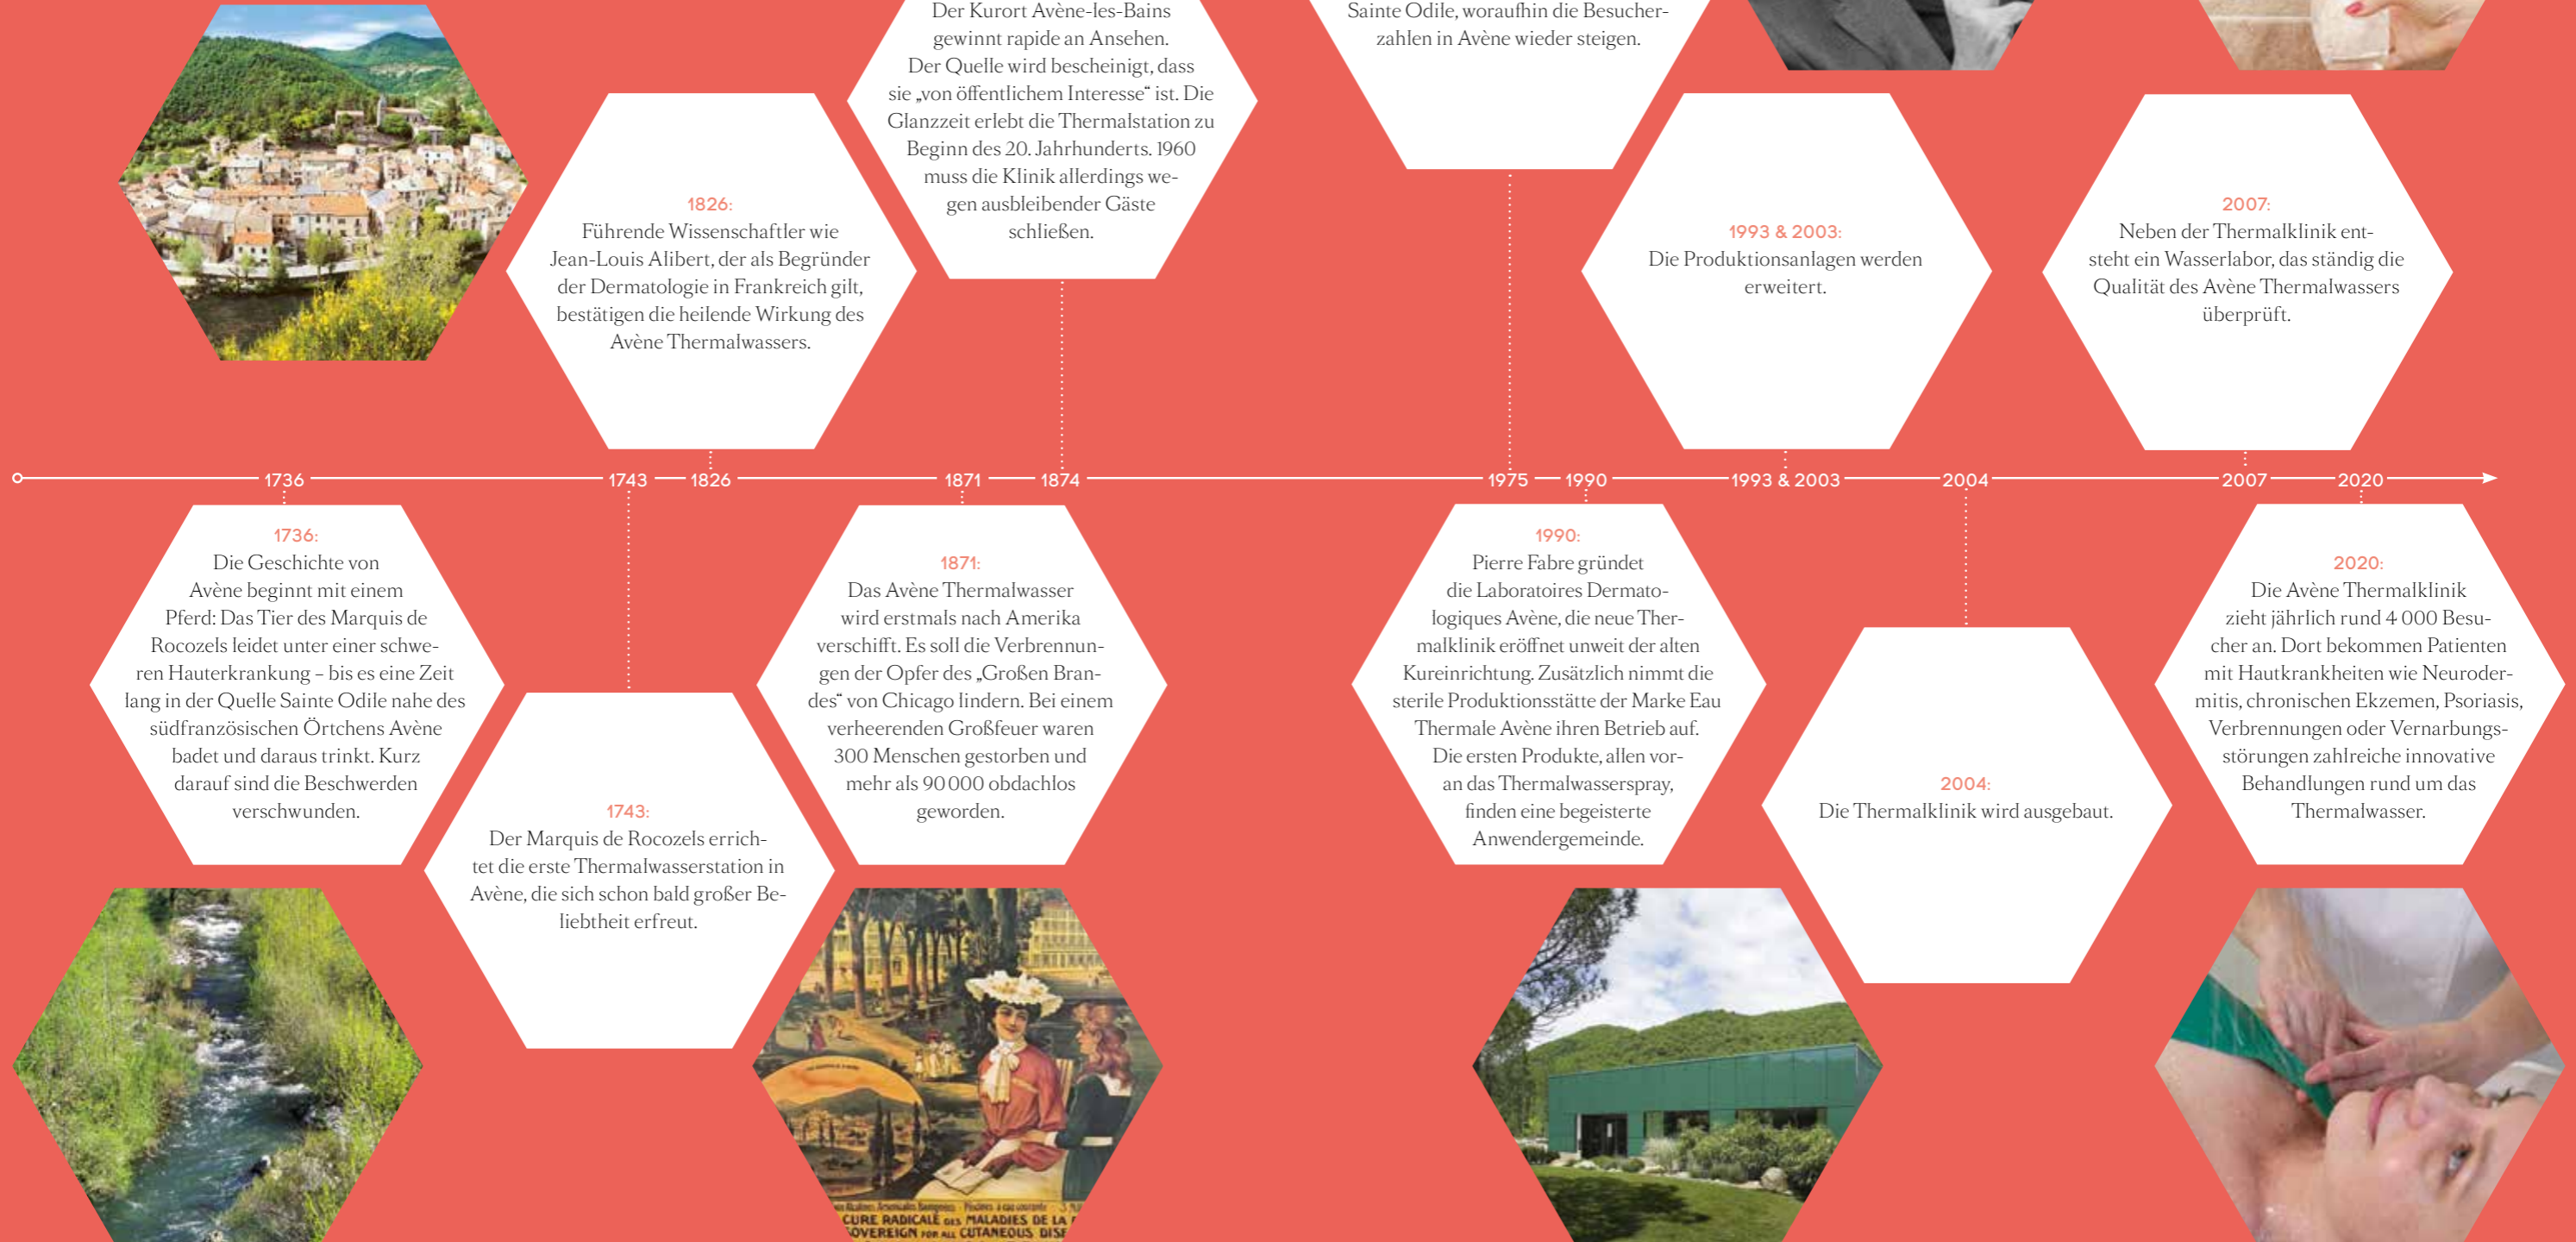 Der Kurort Avène-les-Bains
gewinnt rapide an Ansehen.
Der Quelle wird bescheinigt, dass
sie „von öffentlichem Interesse“ ist. Die
Glanzzeit erlebt die Thermalstation zu
Beginn des 20. Jahrhunderts. 1960
muss die Klinik allerdings we-
gen ausbleibender Gäste
schließen.
Sainte Odile, woraufhin die Besucher-
zahlen in Avène wieder steigen.
1826:
Führende Wissenschaftler wie
Jean-Louis Alibert, der als Begründer
der Dermatologie in Frankreich gilt,
bestätigen die heilende Wirkung des
Avène Thermalwassers.
1993 & 2003:
Die Produktionsanlagen werden
erweitert.
2007:
Neben der Thermalklinik ent-
steht ein Wasserlabor, das ständig die
Qualität des Avène Thermalwassers
überprüft.
1736 1743 1826 1871 1874 1975 1990 1993 & 2003 2004 2007 2020
1736:
Die Geschichte von
Avène beginnt mit einem
Pferd: Das Tier des Marquis de
Rocozels leidet unter einer schwe-
ren Hauterkrankung – bis es eine Zeit
lang in der Quelle Sainte Odile nahe des
südfranzösischen Örtchens Avène
badet und daraus trinkt. Kurz
darauf sind die Beschwerden
verschwunden.
1743:
Der Marquis de Rocozels errich-
tet die erste Thermalwasserstation in
Avène, die sich schon bald großer Be-
liebtheit erfreut.
1871:
Das Avène Thermalwasser
wird erstmals nach Amerika
verschifft. Es soll die Verbrennun-
gen der Opfer des „Großen Bran-
des“ von Chicago lindern. Bei einem
verheerenden Großfeuer waren
300 Menschen gestorben und
mehr als 90 000 obdachlos
geworden.
1990:
Pierre Fabre gründet
die Laboratoires Dermato-
logiques Avène, die neue Ther-
malklinik eröffnet unweit der alten
Kureinrichtung. Zusätzlich nimmt die
sterile Produktionsstätte der Marke Eau
Thermale Avène ihren Betrieb auf.
Die ersten Produkte, allen vor-
an das Thermalwasserspray,
finden eine begeisterte
Anwendergemeinde.
2004:
Die Thermalklinik wird ausgebaut.
2020:
Die Avène Thermalklinik
zieht jährlich rund 4 000 Besu-
cher an. Dort bekommen Patienten
mit Hautkrankheiten wie Neuroder-
mitis, chronischen Ekzemen, Psoriasis,
Verbrennungen oder Vernarbungs-
störungen zahlreiche innovative
Behandlungen rund um das
Thermalwasser.
CURE RADICALE DES MALADIES DE LA
SOVEREIGN FOR ALL CUTANEOUS DISE